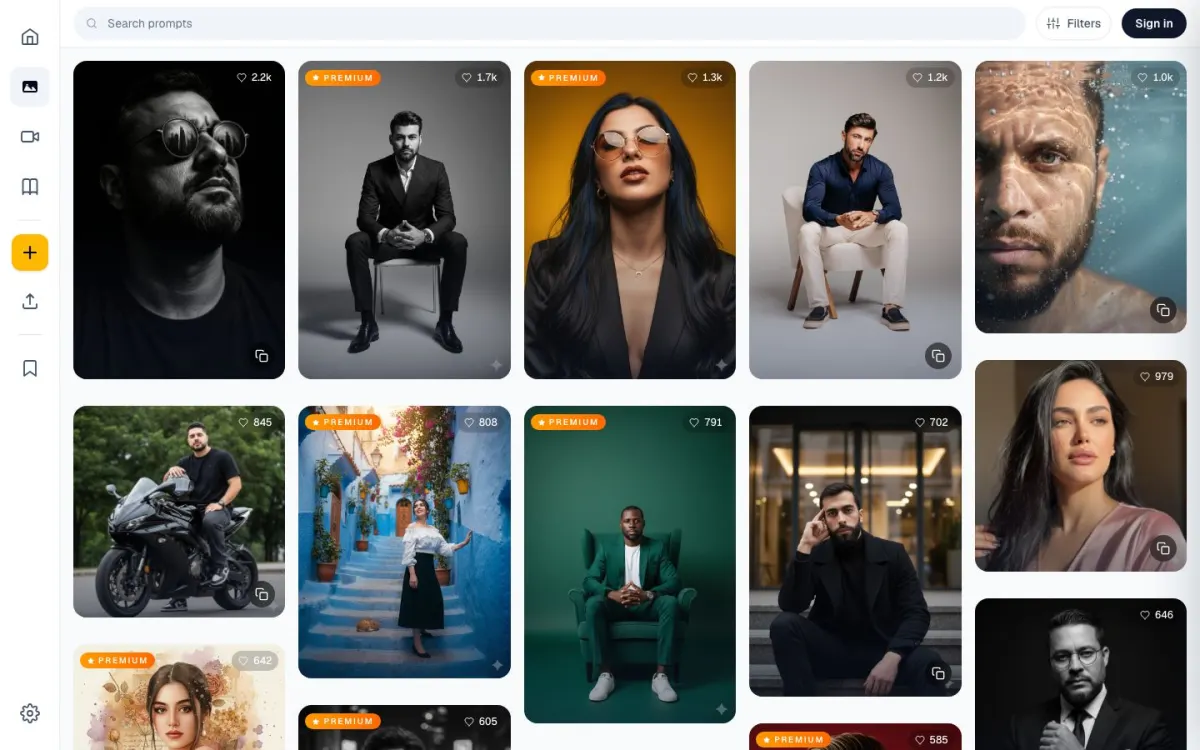 Search prompts
Filters
Sign in
2.2k
PREMIUM
1.7k
PREMIUM
1.3k
1.2k
1.0k
979
845
PREMIUM
808
PREMIUM
791
702
646
PREMIUM
642
PREMIUM
605
PREMIUM
585